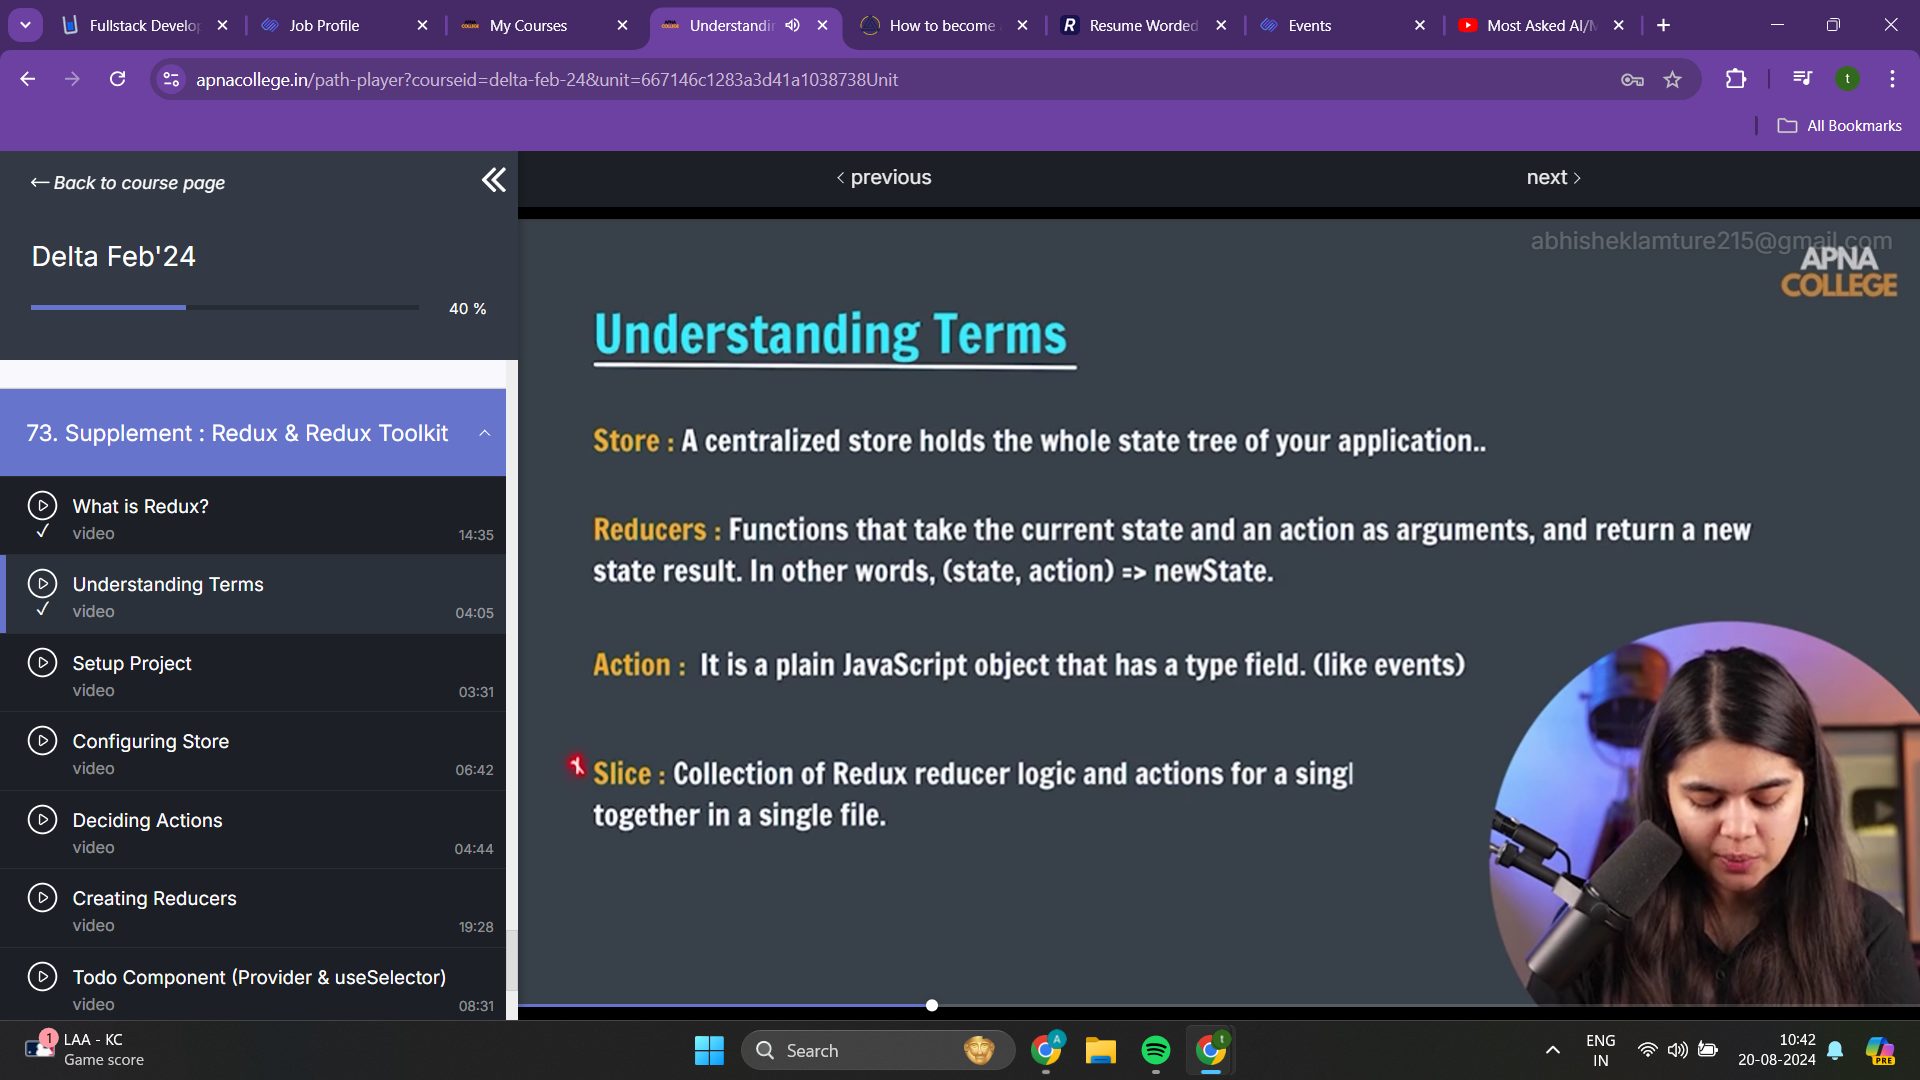 Fullstack Develop
Job Profile
My Courses
Understandin
How to become
Resume Worded
Events
Most Asked AI/M
apnacollege.in/path-player?courseid=delta-feb-24&unit=667146c1283a3d41a1038738Unit
t
All Bookmarks
Back to course page
previous
next
Delta Feb'24
40 %
73. Supplement : Redux & Redux Toolkit
What is Redux?
video
14:35
Understanding Terms
video
04:05
Setup Project
video
03:31
Configuring Store
video
06:42
Deciding Actions
video
04:44
Creating Reducers
video
19:28
Todo Component (Provider & useSelector)
video
08:31
abhisheklamture215@gmail.com
APNA
COLLEGE
Understanding Terms
Store : A centralized store holds the whole state tree of your application..
Reducers : Functions that take the current state and an action as arguments, and return a new
state result. In other words, (state, action) => newState.
Action : It is a plain JavaScript object that has a type field. (like events)
Slice : Collection of Redux reducer logic and actions for a singl
together in a single file.
1
LAA - KC
Game score
Search
A
t
ENG
IN
10:42
20-08-2024
PRE